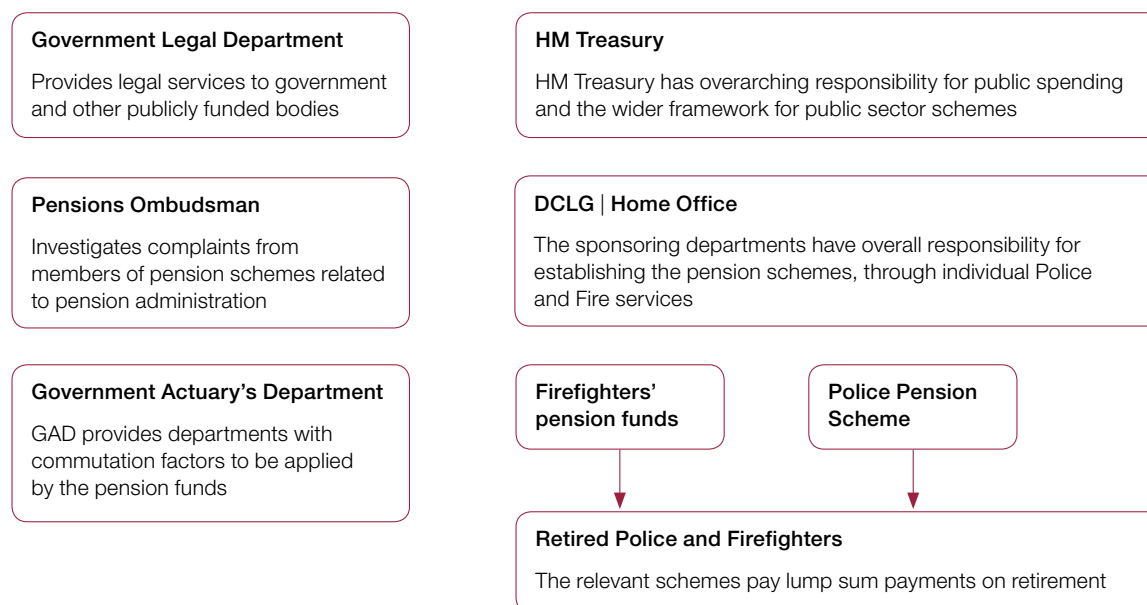 Government Legal Department
Provides legal services to government
and other publicly funded bodies
HM Treasury
HM Treasury has overarching responsibility for public spending
and the wider framework for public sector schemes
Pensions Ombudsman
Investigates complaints from
members of pension schemes related
to pension administration
DCLG | Home Office
The sponsoring departments have overall responsibility for
establishing the pension schemes, through individual Police
and Fire services
Government Actuary’s Department
GAD provides departments with
commutation factors to be applied
by the pension funds
Firefighters’
pension funds
Police Pension
Scheme
Retired Police and Firefighters
The relevant schemes pay lump sum payments on retirement